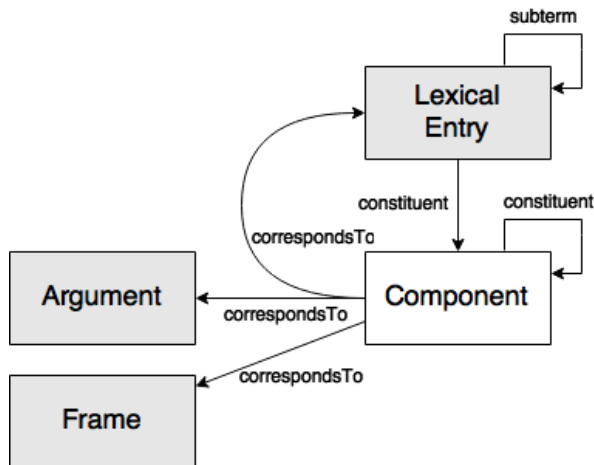 subterm
Lexical
Entry
constituent
constituent
correspondsTo
Argument
Component
correspondsTo
correspondsTo
Frame